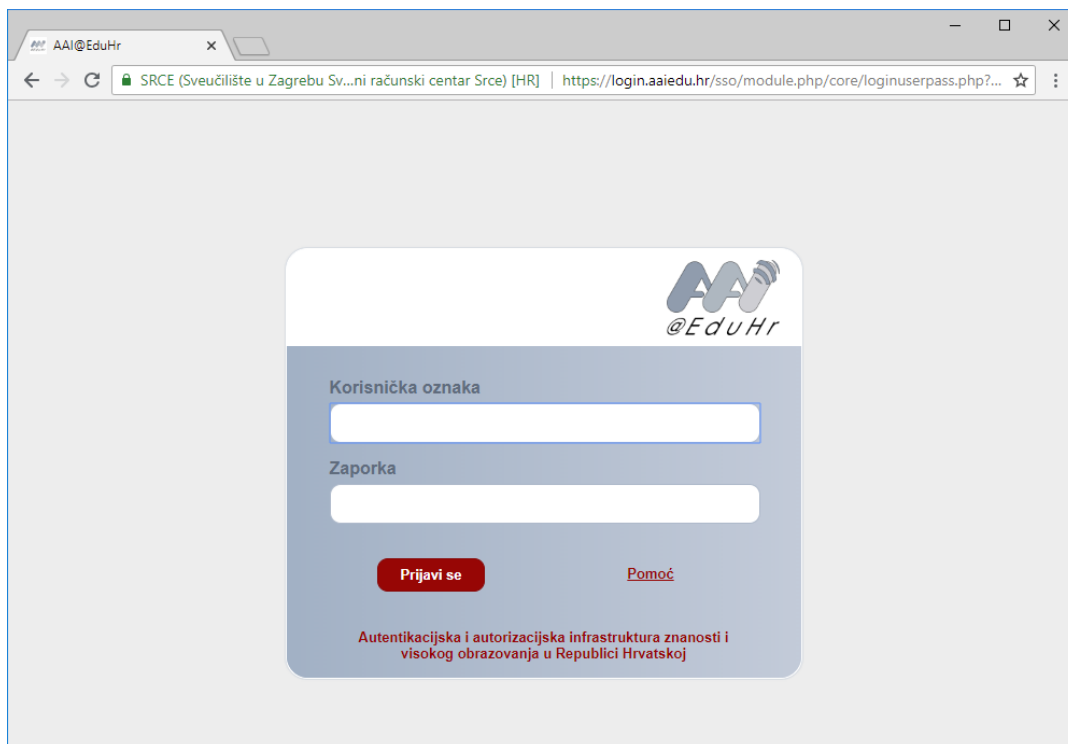 AAI@EduHr
SRCE (Sveučilište u Zagrebu Sv...ni računski centar Srce) [HR] https://login.aaiedu.hr/sso/module.php/core/loginuserpass.php?...
AAI
@EduHr
Korisnička oznaka
Zaporka
Prijavi se Pomoć
Autentikacijska i autorizacijska infrastruktura znanosti i
visokog obrazovanja u Republici Hrvatskoj